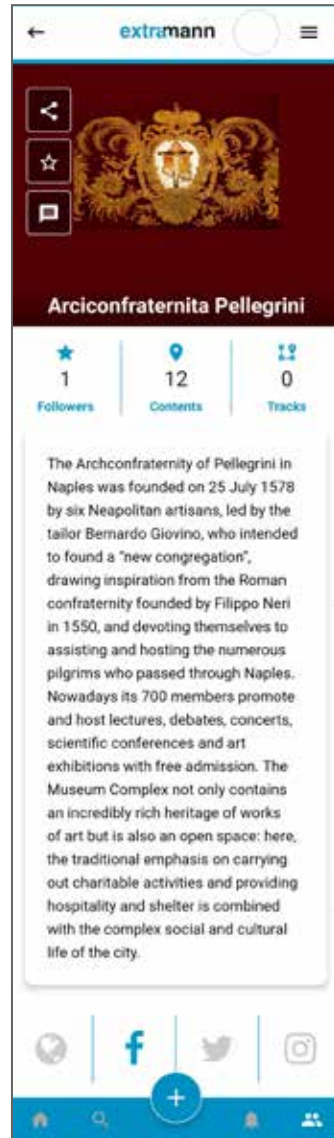 extramann
Arciconfraternita Pellegrini
1 12 0
Followers Contents Tracks
The Archconfraternity of Pellegrini in
Naples was founded on 25 July 1578
by six Neapolitan artisans, led by the
tailor Bernardo Giovino, who intended
to found a "new congregation",
drawing inspiration from the Roman
confraternity founded by Filippo Neri
in 1550, and devoting themselves to
assisting and hosting the numerous
pilgrims who passed through Naples.
Nowadays its 700 members promote
and host lectures, debates, concerts,
scientific conferences and art
exhibitions with free admission. The
Museum Complex not only contains
an incredibly rich heritage of works
of art but is also an open space: here,
the traditional emphasis on carrying
out charitable activities and providing
hospitality and shelter is combined
with the complex social and cultural
life of the city.